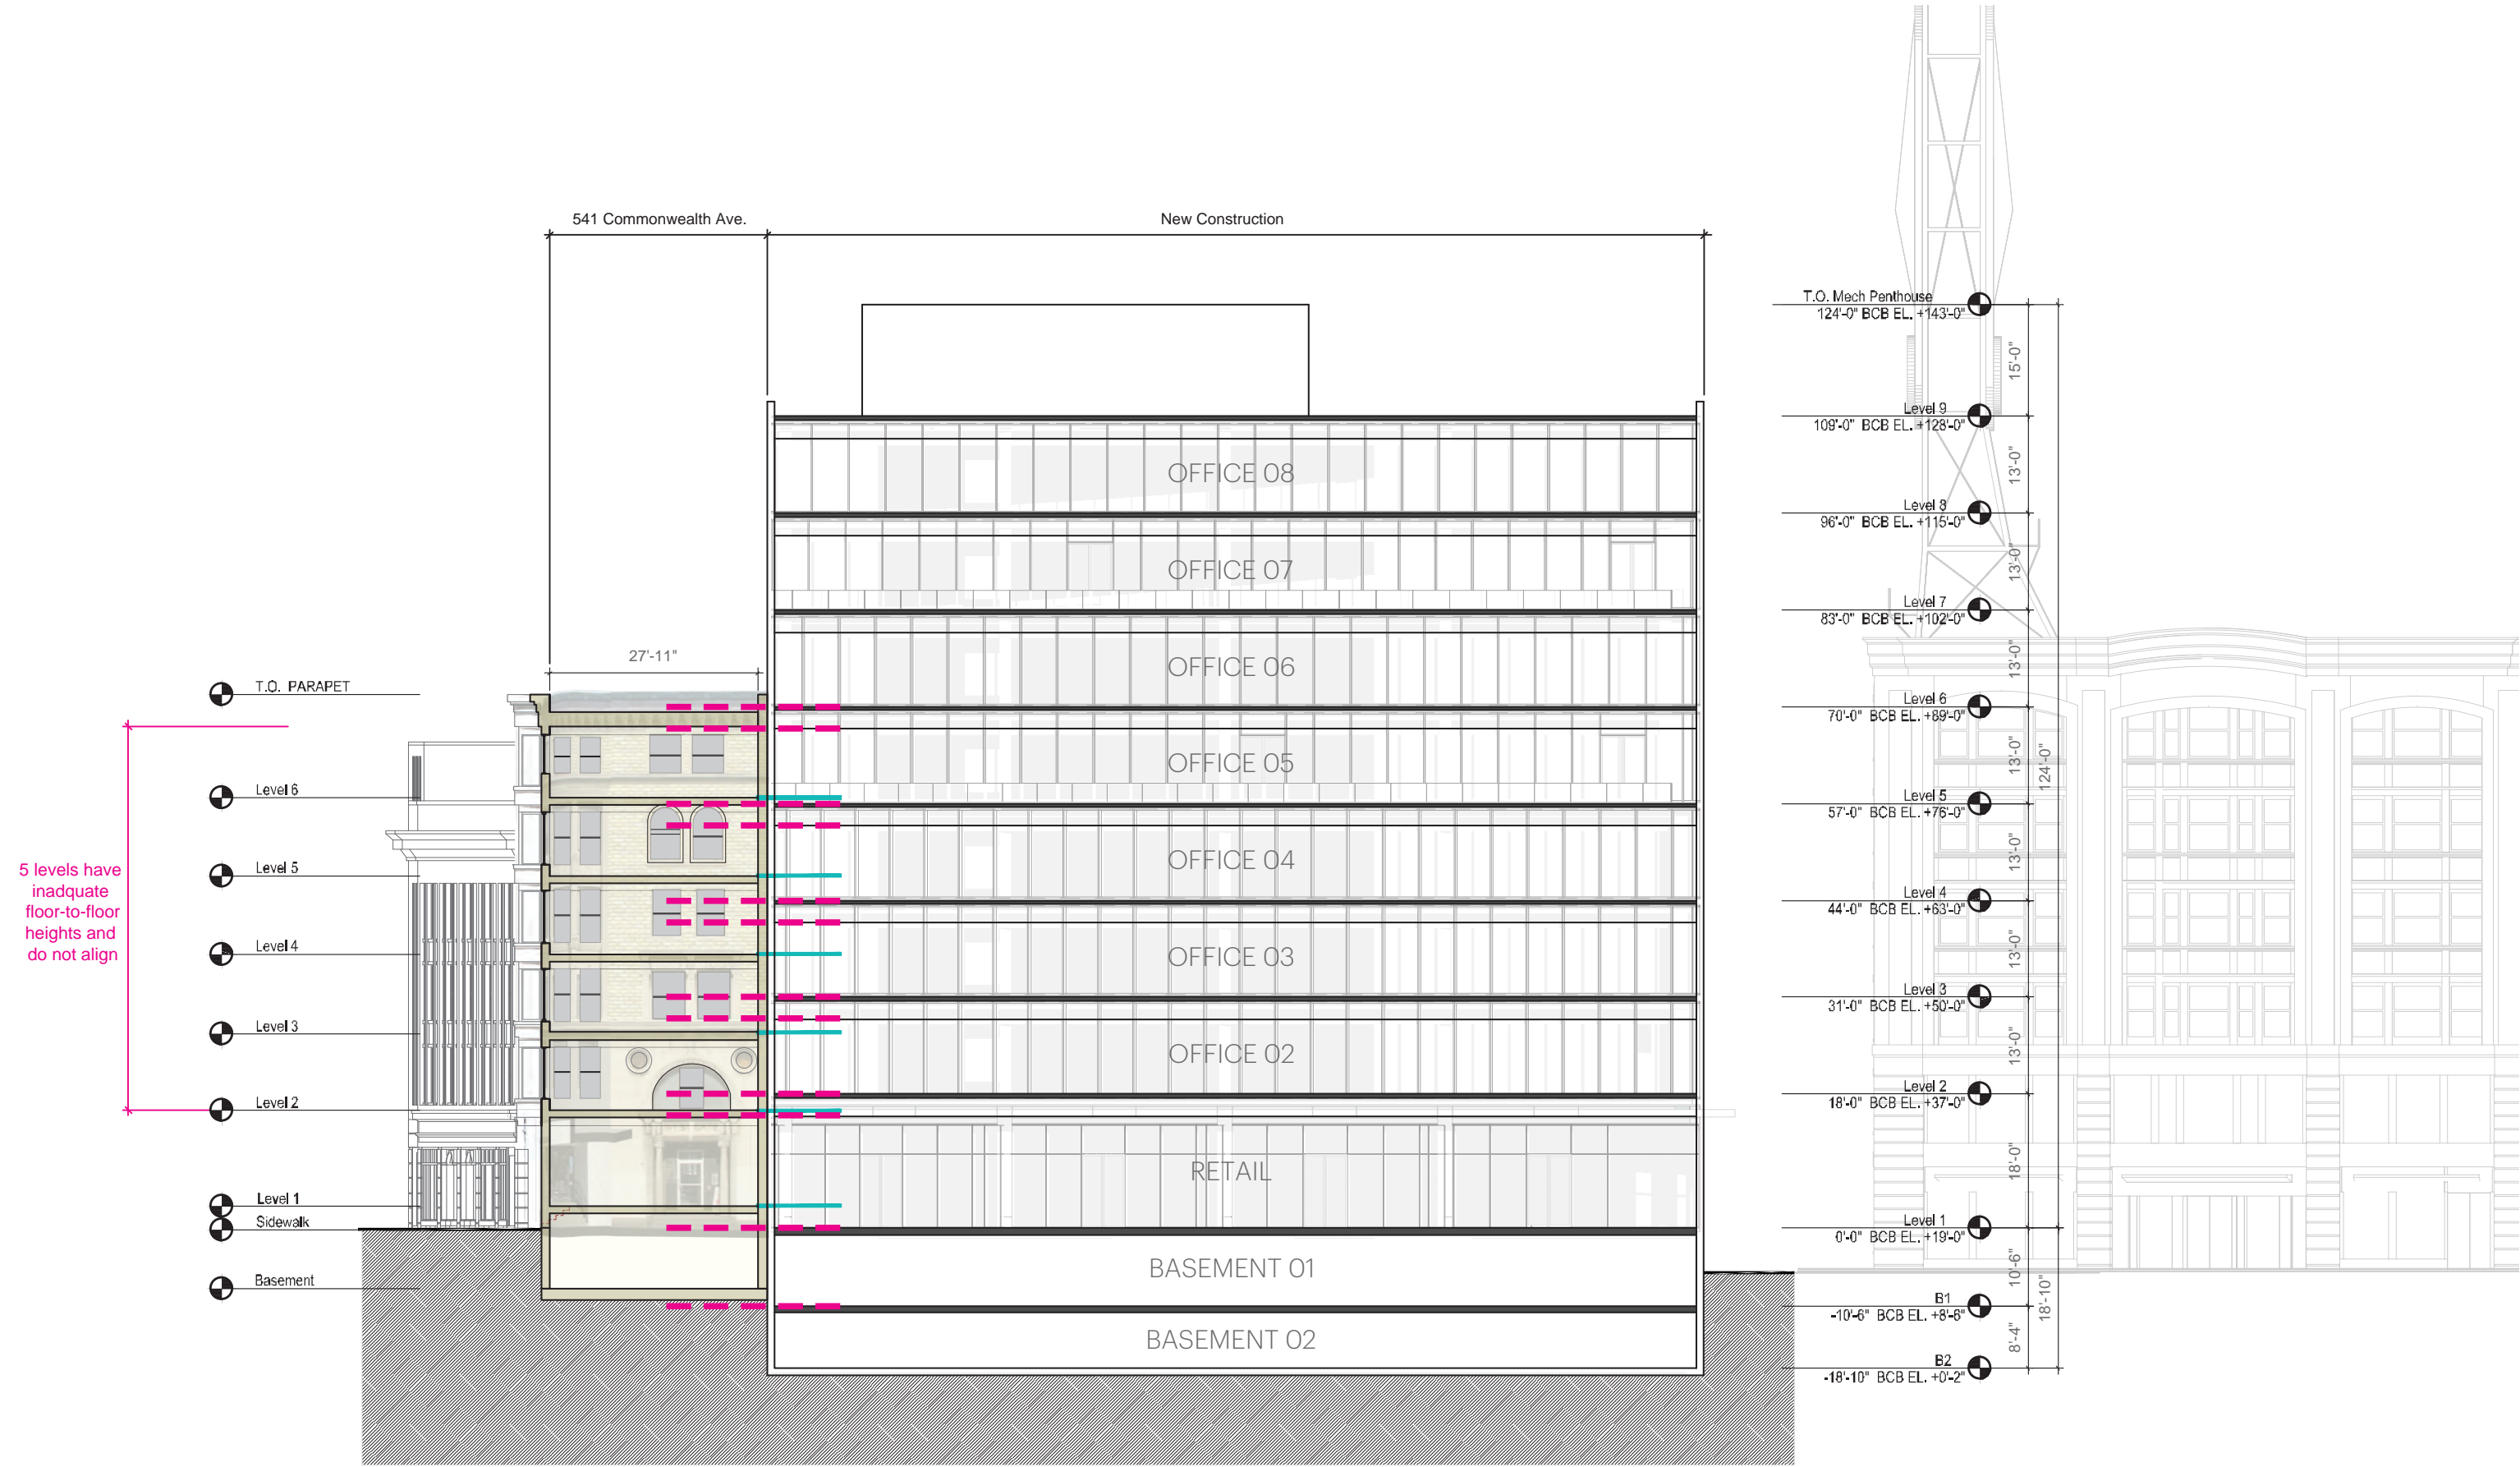 541 Commonwealth Ave.
New Construction
27'-11"
T.O. PARAPET
Level 6
Level 5
Level 4
Level 3
Level 2
Level 1
Sidewalk
Basement
5 levels have
inadquate
floor-to-floor
heights and
do not align
OFFICE 08
OFFICE 07
OFFICE 06
OFFICE 05
OFFICE 04
OFFICE 03
OFFICE 02
RETAIL
BASEMENT 01
BASEMENT 02
T.O. Mech Penthouse
124'-0" BCB EL. +143'-0"
Level 9
109'-0" BCB EL. +128'-0"
Level 8
96'-0" BCB EL. +115'-0"
Level 7
83'-0" BCB EL. +102'-0"
Level 6
70'-0" BCB EL. +89'-0"
Level 5
57'-0" BCB EL. +76'-0"
Level 4
44'-0" BCB EL. +63'-0"
Level 3
31'-0" BCB EL. +50'-0"
Level 2
18'-0" BCB EL. +37'-0"
Level 1
0'-0" BCB EL. +19'-0"
B1
-10'-6" BCB EL. +8'-6"
B2
-18'-10" BCB EL. +0'-2"
15'-0"
13'-0"
13'-0"
13'-0"
13'-0"
13'-0"
13'-0"
13'-0"
18'-0"
10'-6"
8'-4"
124'-0"
18'-10"